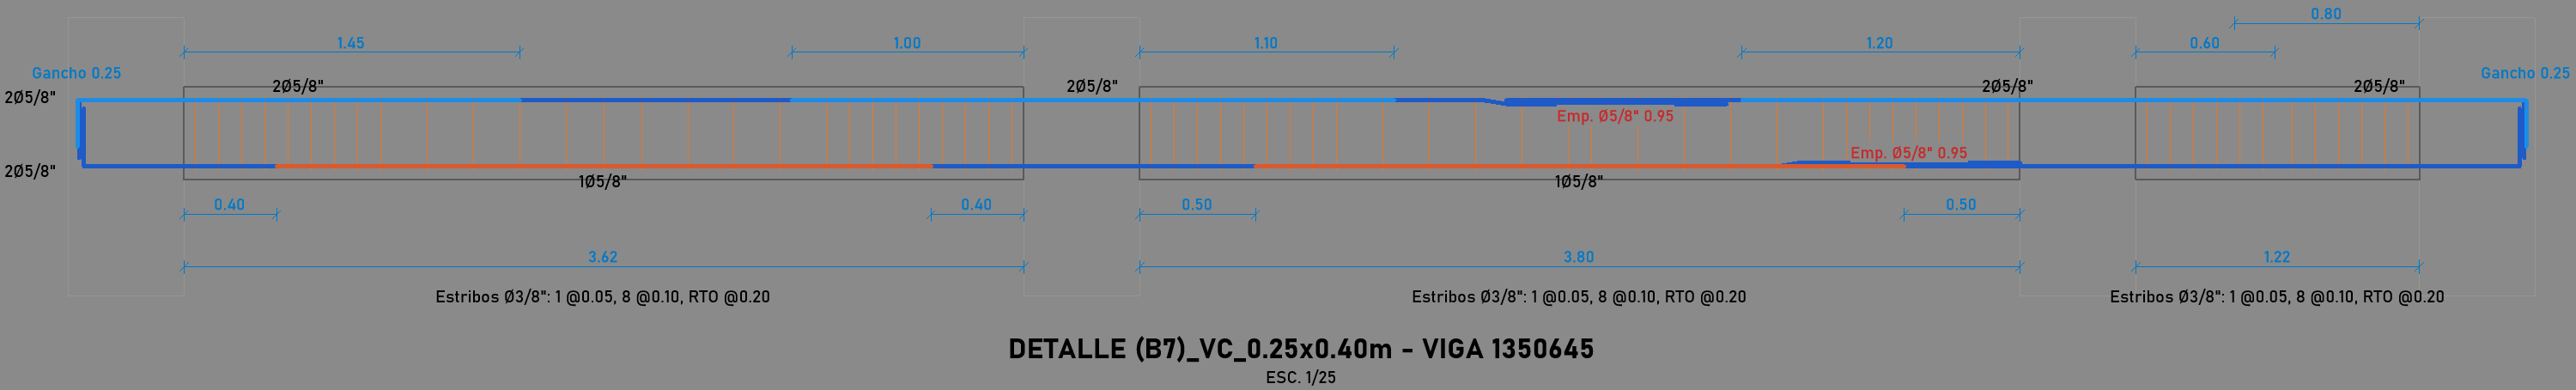 0.80
1.45
1.00
1.10
1.20
0.60
Gancho 0.25
Gancho 0.25
2Ø5/8"
2Ø5/8"
2Ø5/8"
2Ø5/8"
2Ø5/8"
Emp. Ø5/8" 0.95
Emp. Ø5/8" 0.95
2Ø5/8"
1Ø5/8"
1Ø5/8"
0.40
0.40
0.50
0.50
3.62
3.80
1.22
Estribos Ø3/8": 1 @0.05, 8 @0.10, RTO @0.20
Estribos Ø3/8": 1 @0.05, 8 @0.10, RTO @0.20
Estribos Ø3/8": 1 @0.05, 8 @0.10, RTO @0.20
DETALLE (B7)_VC_0.25x0.40m - VIGA 1350645
ESC. 1/25